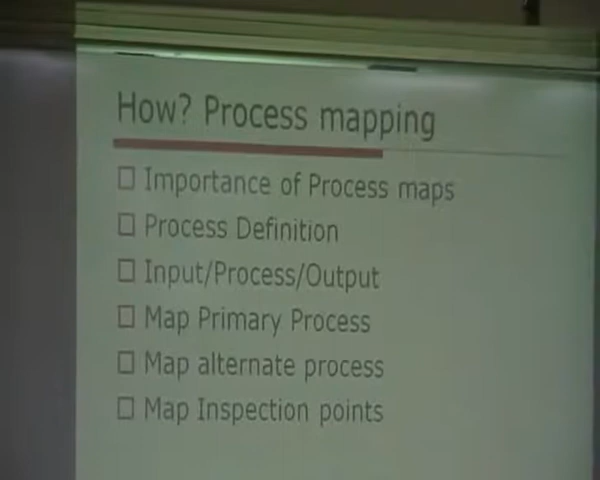 How? Process mapping
Importance of Process maps
Process Definition
Input/Process/Output
Map Primary Process
Map alternate process
Map Inspection points